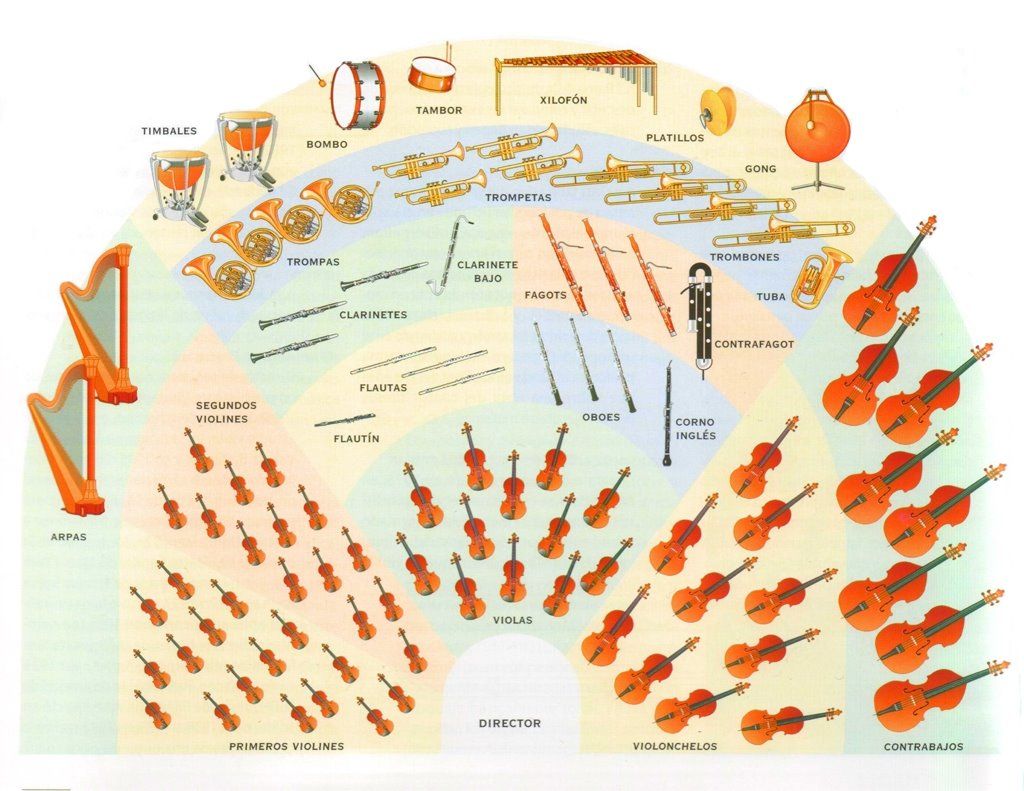 TAMBOR
XILOFÓN
TIMBALES
BOMBO
PLATILLOS
GONG
TROMPETAS
TROMPAS
TROMBONES
CLARINETE
BAJO
FAGOTS
TUBA
CLARINETES
CONTRAFAGOT
FLAUTAS
SEGUNDOS
VIOLINES
OBOES
CORNO
INGLÉS
FLAUTÍN
ARPAS
VIOLAS
DIRECTOR
PRIMEROS VIOLINES
VIOLONCHELOS
CONTRABAJOS